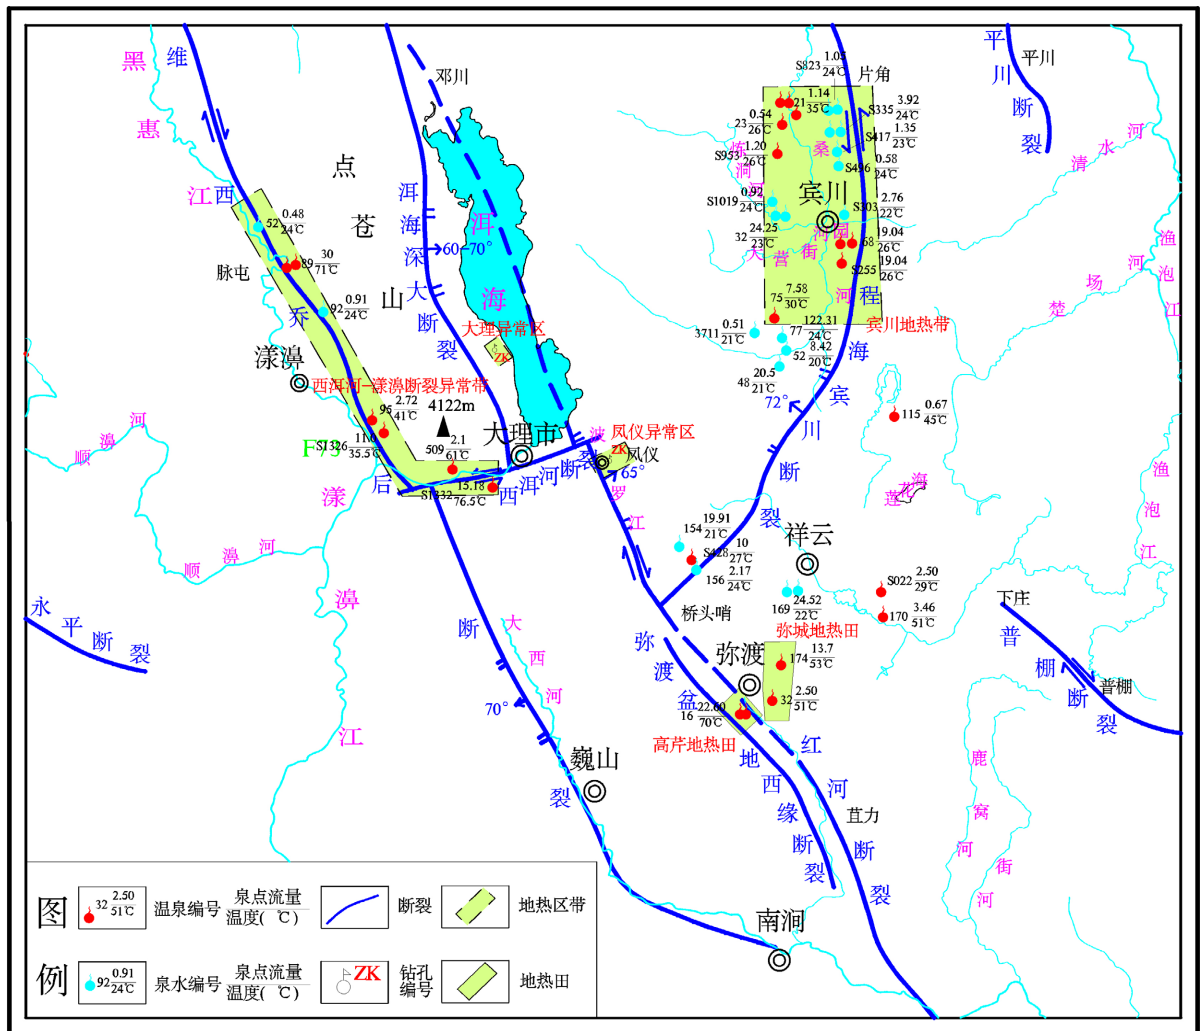 黑惠江
维西 乔后断裂
点苍山
邓川
洱海深大断裂
60-70°
洱海
大理异常区
ZK
脉屯
52 0.48 24℃
89 30 71℃
92 0.91 24℃
漾濞
西洱河-漾濞断裂异常带
95 2.72 41℃
4122m
F73
S1326 11.6 35.5℃
509 2.1 61℃
S1332 15.18 76.5℃
大理市
西洱河断裂
凤仪异常区
ZK
凤仪
65°
波罗江
顺濞河
顺濞河
漾濞江
永平断裂
大西河
70°
巍山
S823 1.05 24℃
片角
21 1.14 35℃
S335 3.92 24℃
23 0.54 26℃
S417 1.35 23℃
S953 1.20 26℃
S496 0.58 24℃
炼洞河
桑园河
宾川
S1019 0.92 24℃
S303 2.76 22℃
32 24.25 23℃
大营街河
68 19.04 26℃
S255 19.04 26℃
75 7.58 30℃
宾川地热带
3711 0.51 21℃
77 122.31 24℃
52 8.42 20℃
48 20.5 21℃
72°
程海 宾川断裂
平川断裂
平川
清水河
渔泡江
楚场河
115 0.67 45℃
莲花海
渔泡江
154 19.91 21℃
S428 10 27℃
156 2.17 24℃
祥云
169 24.52 22℃
S022 2.50 29℃
170 3.46 51℃
桥头哨
弥城地热田
弥渡
174 13.7 53℃
32 2.50 51℃
16 22.60 70℃
高芹地热田
弥渡盆地西缘断裂
红河断裂
苴力
下庄
普棚断裂
普棚
鹿窝河
街河
南涧
图例
32 2.50 51℃
温泉编号 泉点流量 温度(℃)
断裂
地热区带
92 0.91 24℃
泉水编号 泉点流量 温度(℃)
ZK
钻孔编号
地热田